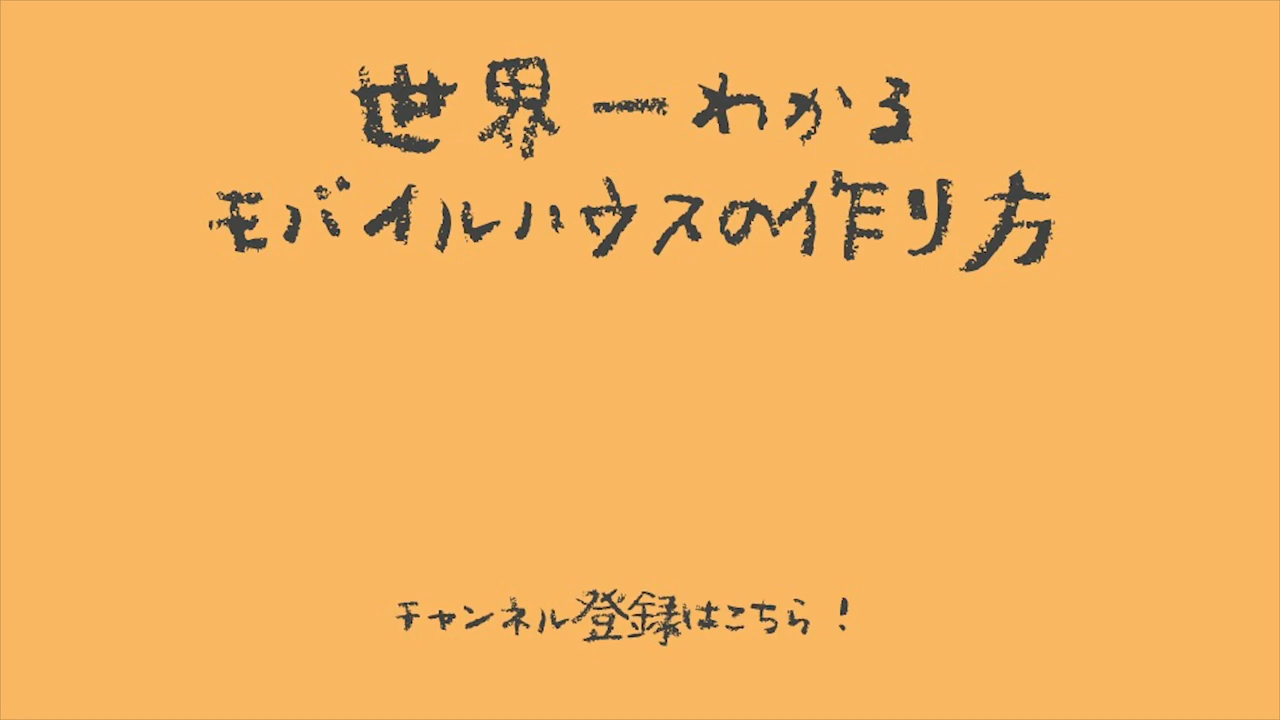 世界一わかる
モバイルハウスの作り方
チャンネル登録はこちら！